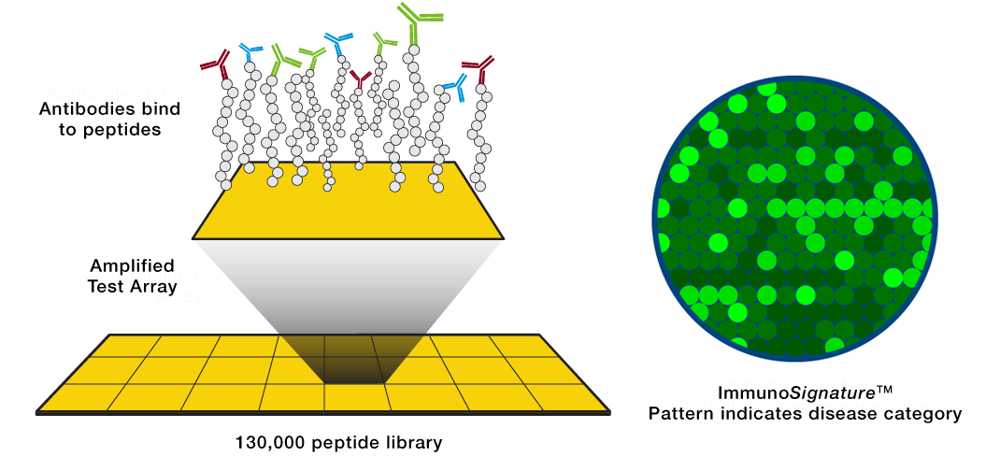 Antibodies bind
to peptides
Amplified
Test Array
130,000 peptide library
ImmunoSignature™
Pattern indicates disease category